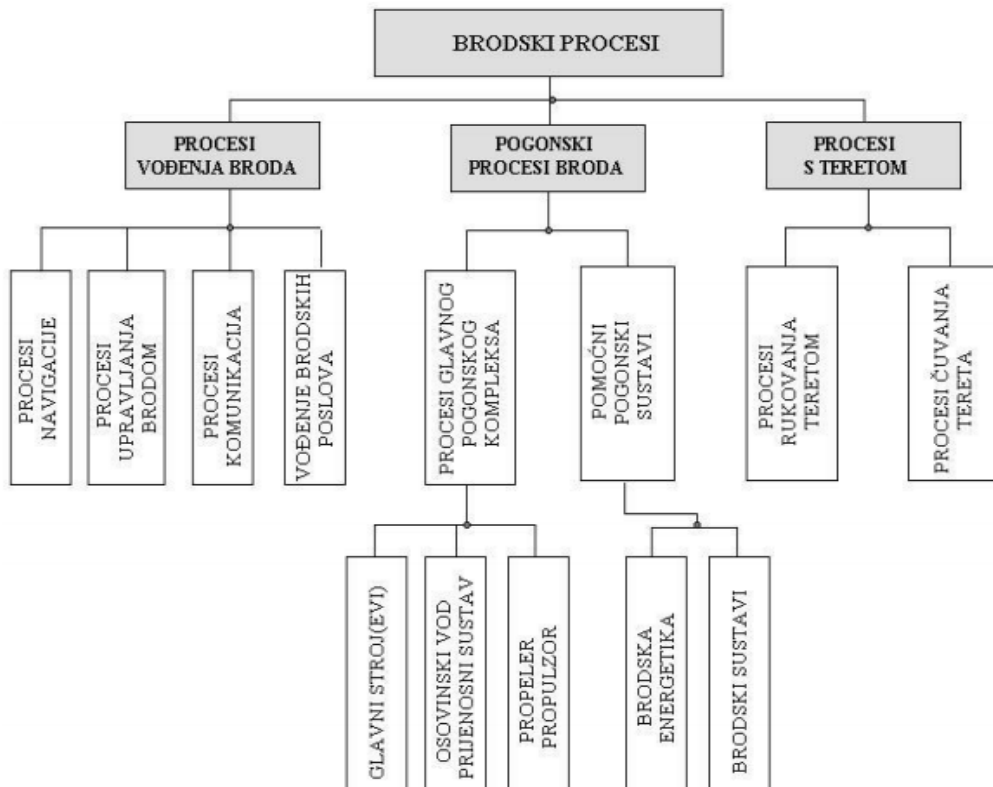 BRODSKI PROCESI
PROCESI
VOĐENJA BRODA
POGONSKI
PROCESI BRODA
PROCESI
S TERETOM
PROCESI
NAVIGACIJE
PROCESI
UPRAVLJANJA
BRODOM
PROCESI
KOMUNIKACIJA
VOĐENJE BRODSKIH
POSLOVA
PROCESI GLAVNOG
POGONSKOG
KOMPLEKSA
POMOĆNI
POGONSKI
SUSTAVI
PROCESI
RUKOVANJA
TERETOM
PROCESI ČUVANJA
TERETA
GLAVNI STROJ(EVI)
OSOVINSKI VOD
PRIJENOSNI SUSTAV
PROPELER
PROPULZOR
BRODSKA
ENERGETIKA
BRODSKI SUSTAVI